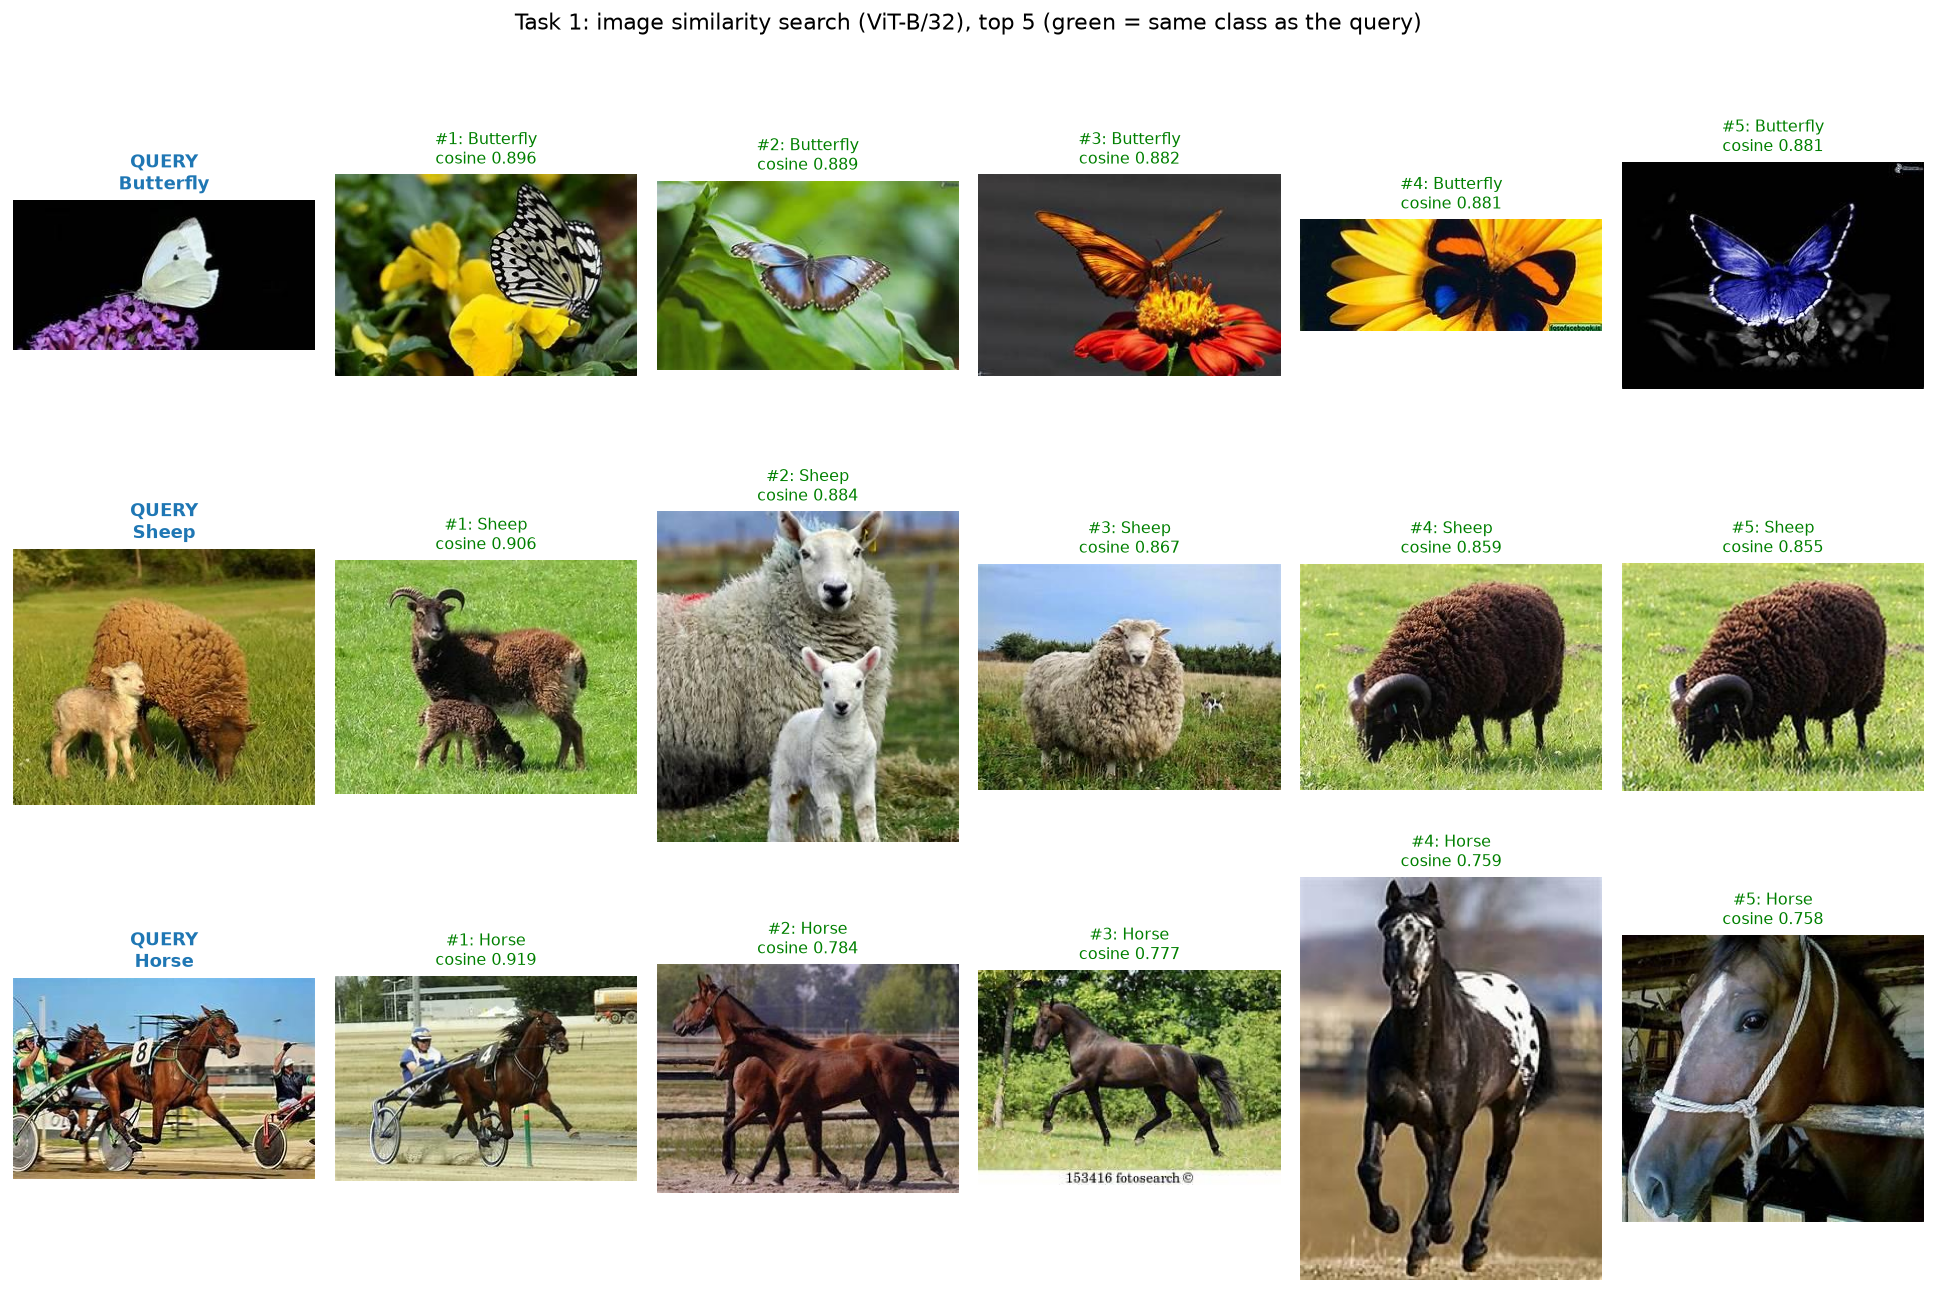 Task 1: image similarity search (ViT-B/32), top 5 (green = same class as the query)
QUERY
Butterfly
#1: Butterfly
cosine 0.896
#2: Butterfly
cosine 0.889
#3: Butterfly
cosine 0.882
#4: Butterfly
cosine 0.881
fotofacebook.ie
#5: Butterfly
cosine 0.881
QUERY
Sheep
#1: Sheep
cosine 0.906
#2: Sheep
cosine 0.884
#3: Sheep
cosine 0.867
#4: Sheep
cosine 0.859
#5: Sheep
cosine 0.855
QUERY
Horse
8
#1: Horse
cosine 0.919
4
#2: Horse
cosine 0.784
#3: Horse
cosine 0.777
153416 fotosearch ©
#4: Horse
cosine 0.759
#5: Horse
cosine 0.758